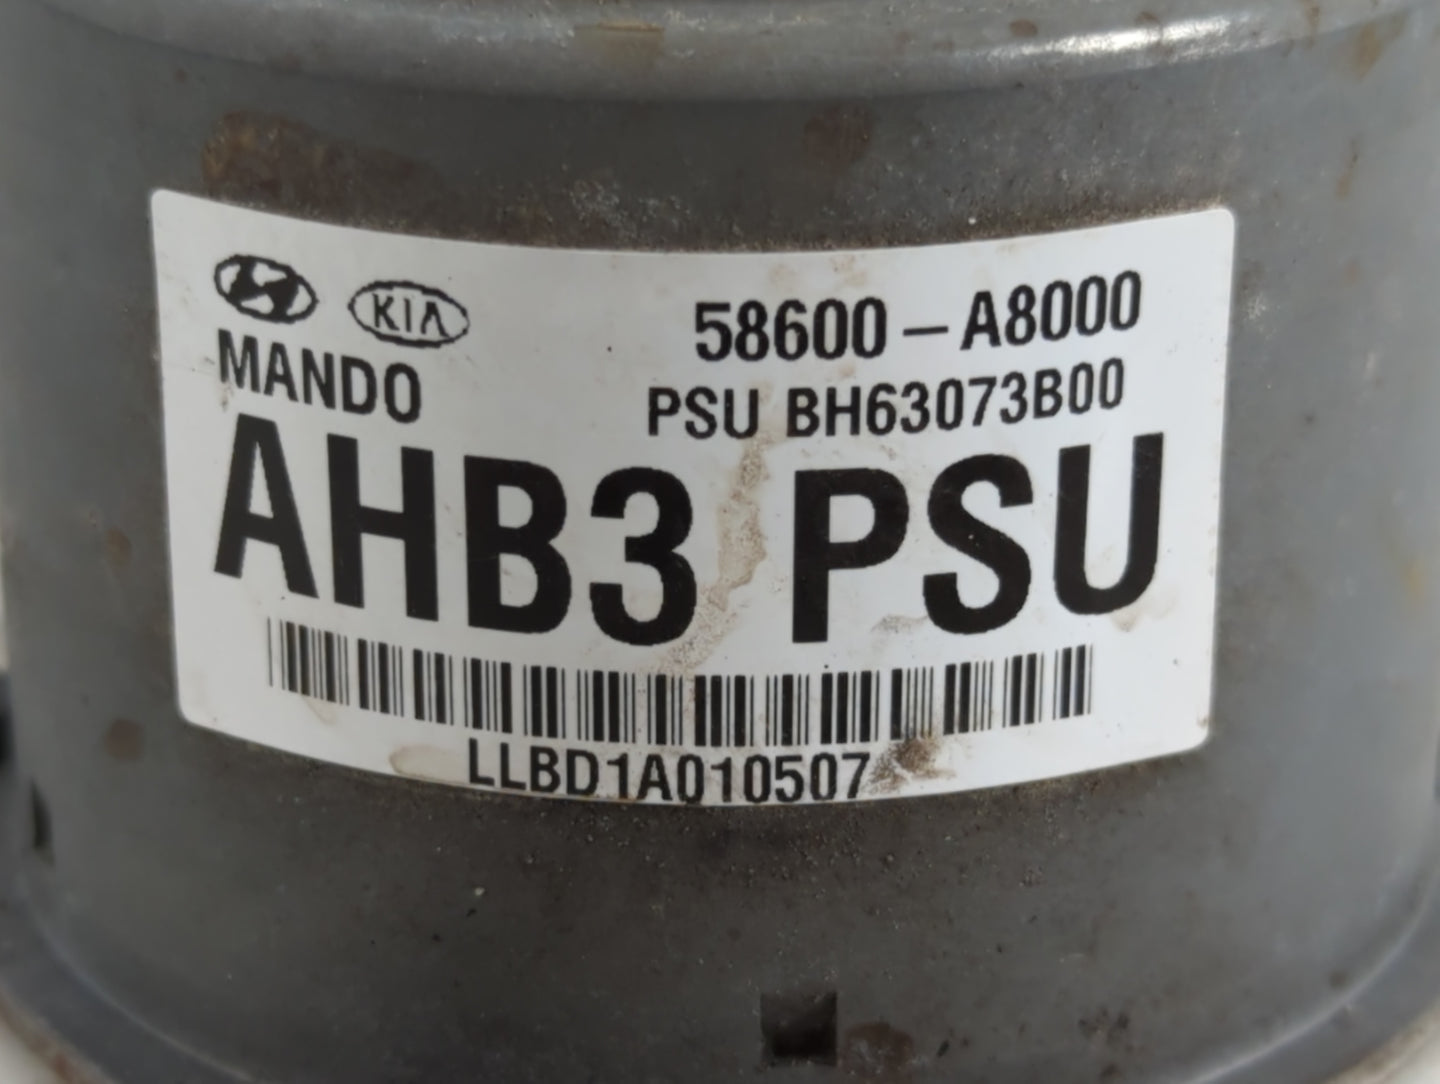 KIA
58600-A8000
MANDO
PSU BH63073B00
AHB3 PSU
LLBD1A010507